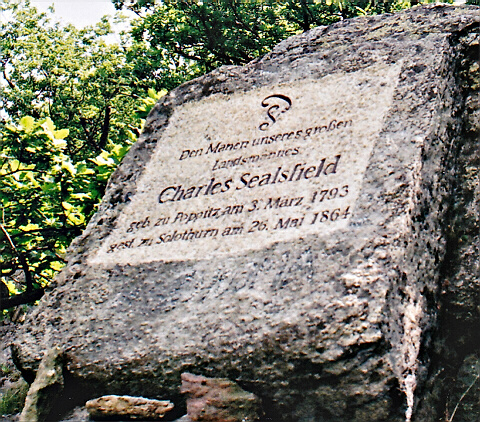 Den Manen unseres großen
Landsmannes
Charles Sealsfield
geb. zu Poppitz am 3. März 1793
gest. zu Solothurn am 26. Mai 1864